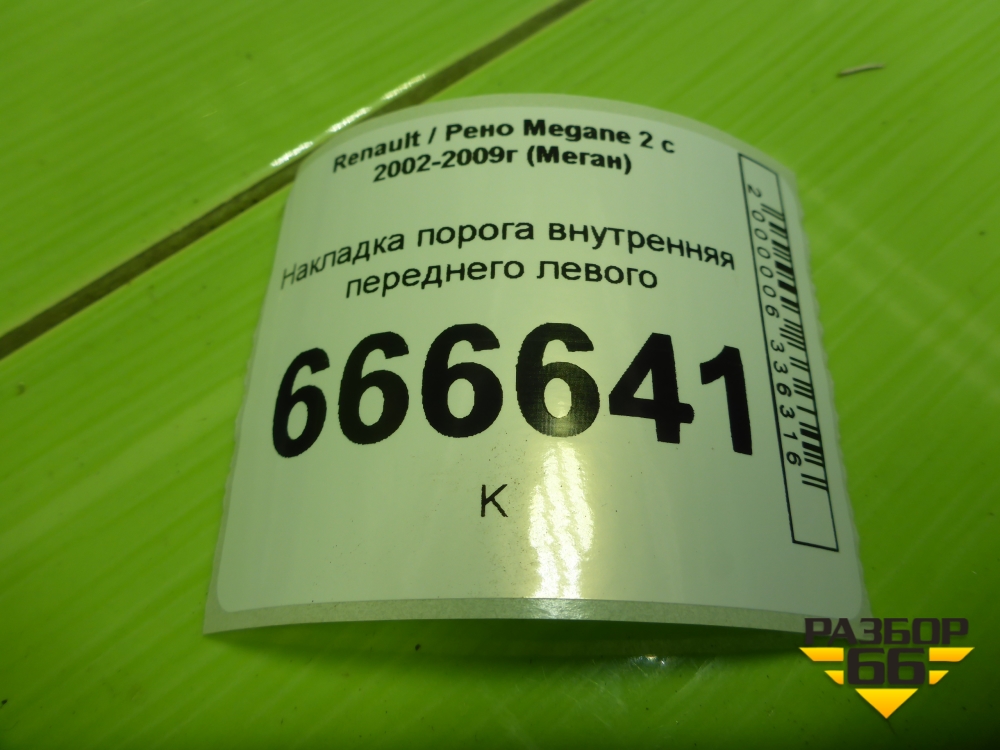 Renault / Рено Megane 2 с
2002-2009г (Меган)
Накладка порога внутренняя
переднего левого
666641
К
2000006336316
РАЗБОР
66